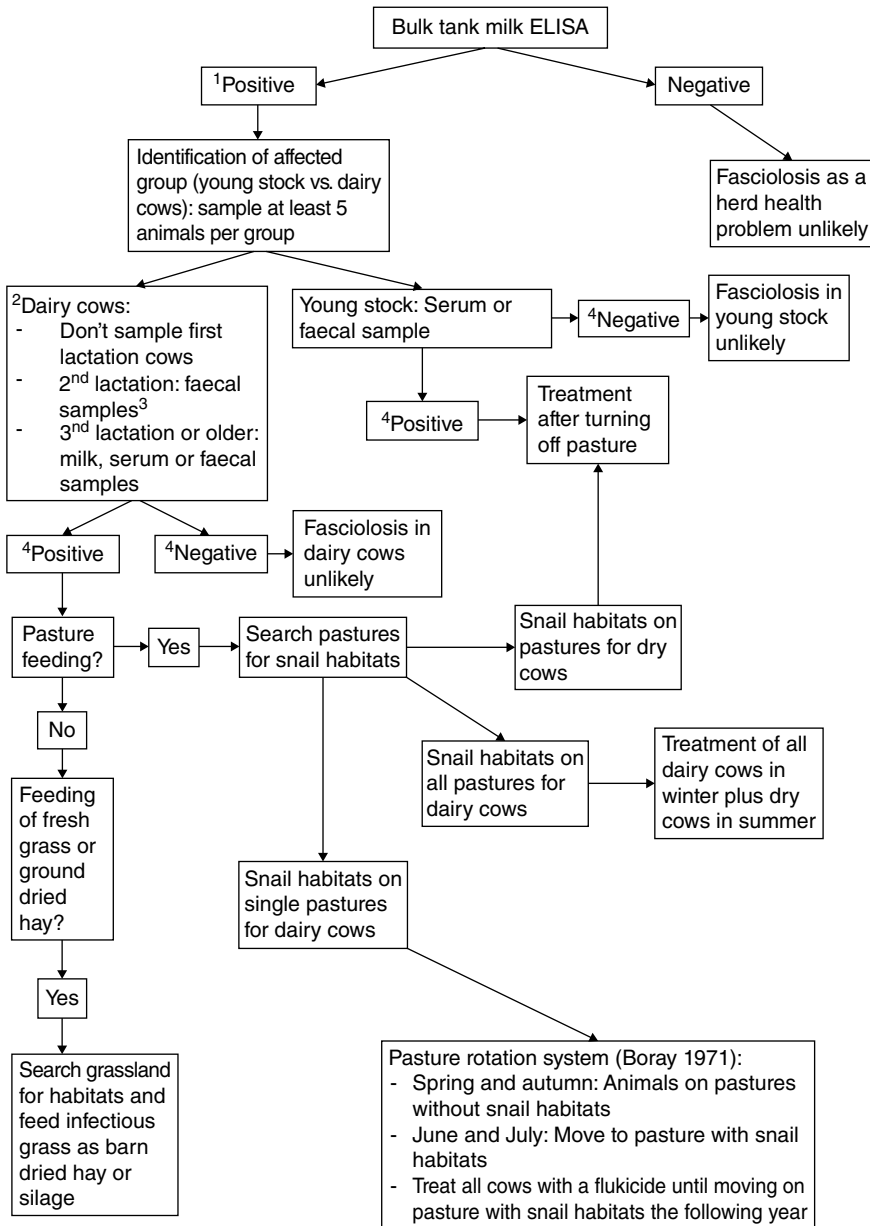 Bulk tank milk ELISA
¹Positive
Negative
Identification of affected
group (young stock vs. dairy
cows): sample at least 5
animals per group
Fasciolosis as a
herd health
problem unlikely
²Dairy cows:
- Don't sample first
lactation cows
- 2nd lactation: faecal
samples³
- 3rd lactation or older:
milk, serum or faecal
samples
Young stock: Serum or
faecal sample
⁴Negative
Fasciolosis in
young stock
unlikely
⁴Positive
Treatment
after turning
off pasture
⁴Positive
⁴Negative
Fasciolosis in
dairy cows
unlikely
Pasture
feeding?
Yes
Search pastures
for snail habitats
Snail habitats on
pastures for dry
cows
No
Snail habitats on
all pastures for
dairy cows
Treatment of all
dairy cows in
winter plus dry
cows in summer
Feeding
of fresh
grass or
ground
dried
hay?
Snail habitats on
single pastures
for dairy cows
Yes
Search grassland
for habitats and
feed infectious
grass as barn
dried hay or
silage
Pasture rotation system (Boray 1971):
- Spring and autumn: Animals on pastures
without snail habitats
- June and July: Move to pasture with snail
habitats
- Treat all cows with a flukicide until moving on
pasture with snail habitats the following year